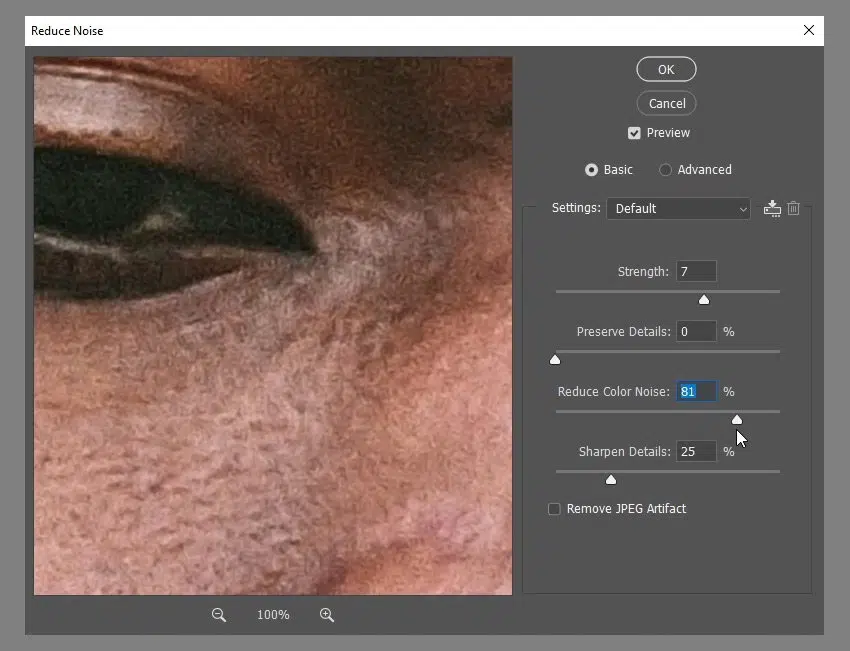 Reduce Noise
OK
Cancel
Preview
Basic Advanced
Settings: Default
Strength: 7
Preserve Details: 0 %
Reduce Color Noise: 81 %
Sharpen Details: 25 %
Remove JPEG Artifact
100%